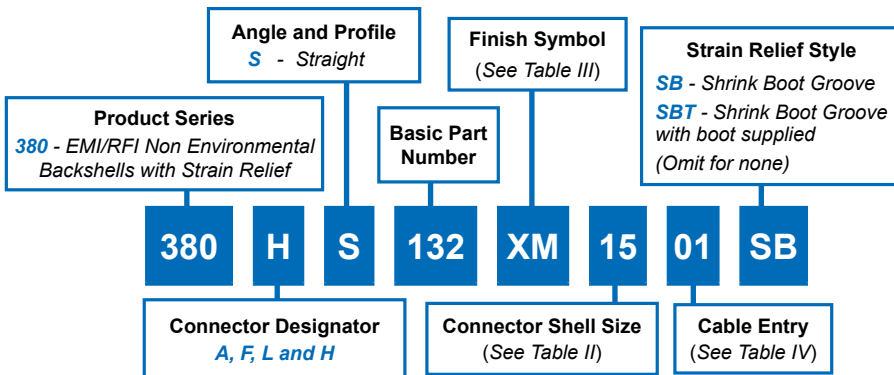 Angle and Profile
S - Straight
Finish Symbol
(See Table III)
Strain Relief Style
SB - Shrink Boot Groove
SBT - Shrink Boot Groove
with boot supplied
(Omit for none)
Product Series
380 - EMI/RFI Non Environmental
Backshells with Strain Relief
Basic Part
Number
380 H S 132 XM 15 01 SB
Connector Designator
A, F, L and H
Connector Shell Size
(See Table II)
Cable Entry
(See Table IV)